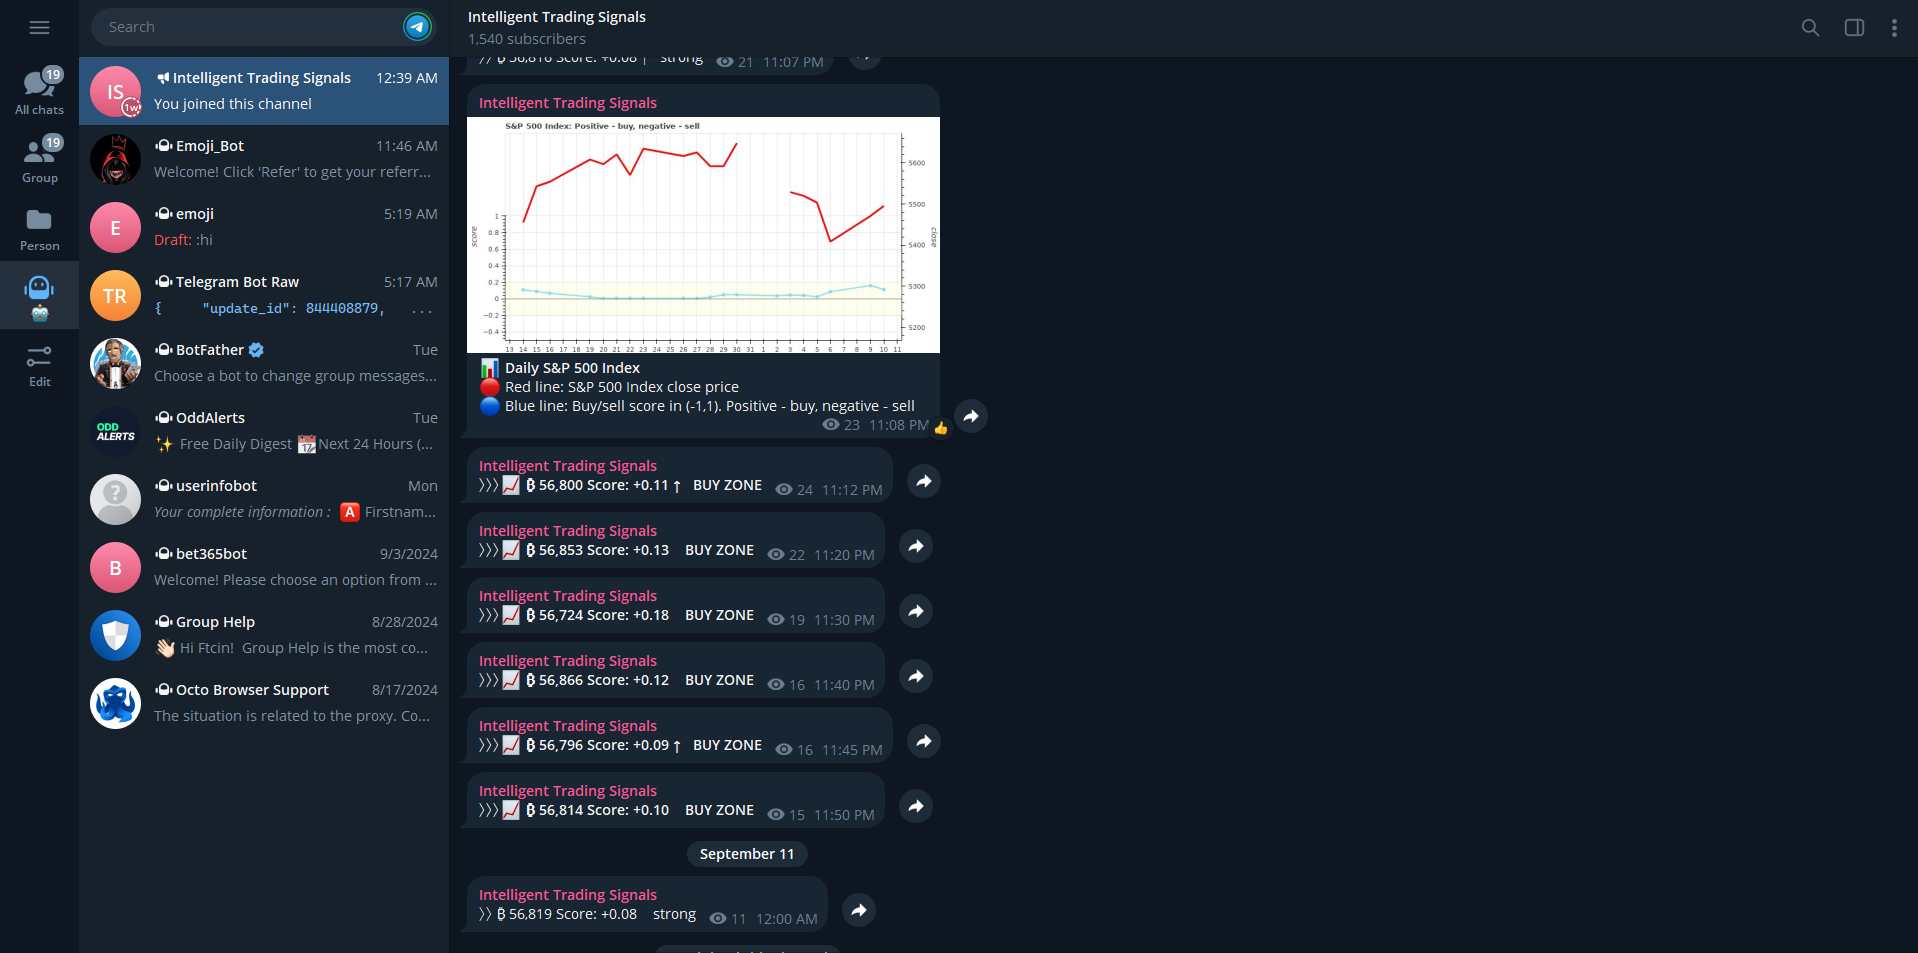 Search
19
All chats
19
Group
Person
Edit
IS
1w
Intelligent Trading Signals 12:39 AM
You joined this channel
Emoji_Bot 11:46 AM
Welcome! Click 'Refer' to get your referr...
E
emoji 5:19 AM
Draft: :hi
TR
Telegram Bot Raw 5:17 AM
{ "update_id": 844408879, ...
BotFather Tue
Choose a bot to change group messages...
ODD
ALERTS
OddAlerts Tue
✨ Free Daily Digest 📆 Next 24 Hours (...
?
userinfobot Mon
Your complete information : 🅰 Firstnam...
B
bet365bot 9/3/2024
Welcome! Please choose an option from ...
Group Help 8/28/2024
👋🏻 Hi Ftcin! Group Help is the most co...
Octo Browser Support 8/17/2024
The situation is related to the proxy. Co...
Intelligent Trading Signals
1,540 subscribers
〉〉 ₿ 56,816 Score: +0.08 ↑ strong 21 11:07 PM
Intelligent Trading Signals
S&P 500 Index: Positive - buy, negative - sell
score
1
0.8
0.6
0.4
0.2
0
−0.2
−0.4
close
5600
5500
5400
5300
5200
13 14 15 16 17 18 19 20 21 22 23 24 25 26 27 28 29 30 31 1 2 3 4 5 6 7 8 9 10 11
📊 Daily S&P 500 Index
🔴 Red line: S&P 500 Index close price
🔵 Blue line: Buy/sell score in (-1,1). Positive - buy, negative - sell
23 11:08 PM
Intelligent Trading Signals
〉〉〉📈 ₿ 56,800 Score: +0.11 ↑ BUY ZONE 24 11:12 PM
Intelligent Trading Signals
〉〉〉📈 ₿ 56,853 Score: +0.13 BUY ZONE 22 11:20 PM
Intelligent Trading Signals
〉〉〉📈 ₿ 56,724 Score: +0.18 BUY ZONE 19 11:30 PM
Intelligent Trading Signals
〉〉〉📈 ₿ 56,866 Score: +0.12 BUY ZONE 16 11:40 PM
Intelligent Trading Signals
〉〉〉📈 ₿ 56,796 Score: +0.09 ↑ BUY ZONE 16 11:45 PM
Intelligent Trading Signals
〉〉〉📈 ₿ 56,814 Score: +0.10 BUY ZONE 15 11:50 PM
September 11
Intelligent Trading Signals
〉〉 ₿ 56,819 Score: +0.08 strong 11 12:00 AM